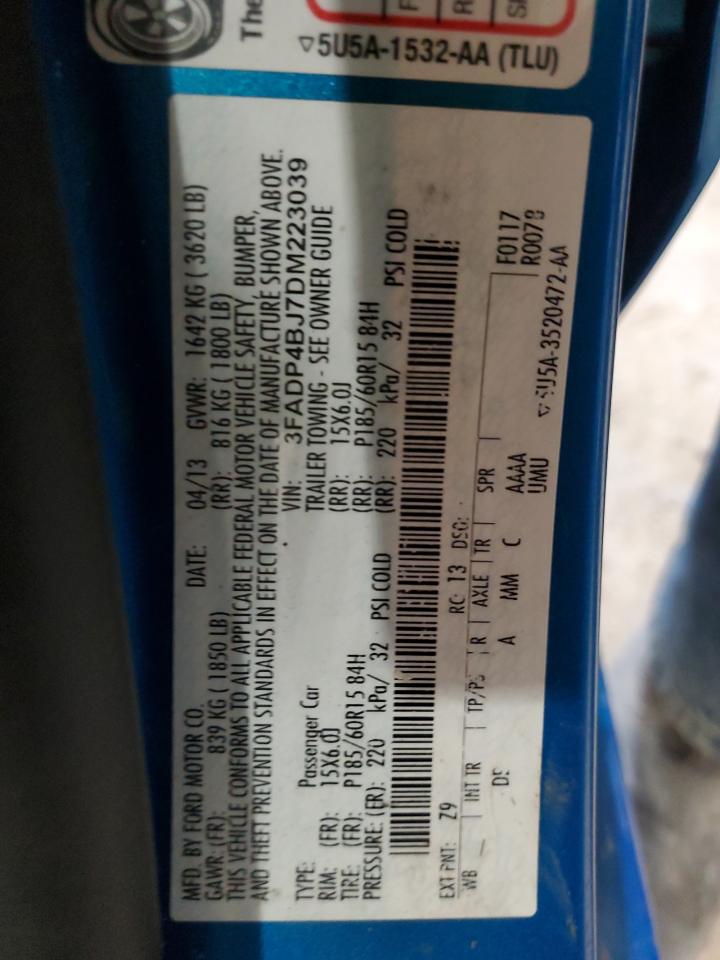 The
F
R
SP
▽5U5A-1532-AA (TLU)
MFD. BY FORD MOTOR CO. DATE: 04/13 GVWR: 1642 KG ( 3620 LB)
GAWR: (FR): 839 KG ( 1850 LB) (RR): 816 KG ( 1800 LB)
THIS VEHICLE CONFORMS TO ALL APPLICABLE FEDERAL MOTOR VEHICLE SAFETY, BUMPER,
AND THEFT PREVENTION STANDARDS IN EFFECT ON THE DATE OF MANUFACTURE SHOWN ABOVE.
VIN: 3FADP4BJ7DM223039
TYPE: Passenger Car TRAILER TOWING - SEE OWNER GUIDE
RIM: (FR): 15X6.0J (RR): 15X6.0J
TIRE: (FR): P185/60R15 84H (RR): P185/60R15 84H
PRESSURE: (FR): 220 kPa/ 32 PSI COLD (RR): 220 kPa/ 32 PSI COLD
EXT PNT: Z9 RC: 13 DSO:
WB INT TR TP/PS R AXLE TR SPR F0117
R0078
DE A MM C AAAA
UMU
▽5U5A-3520472-AA